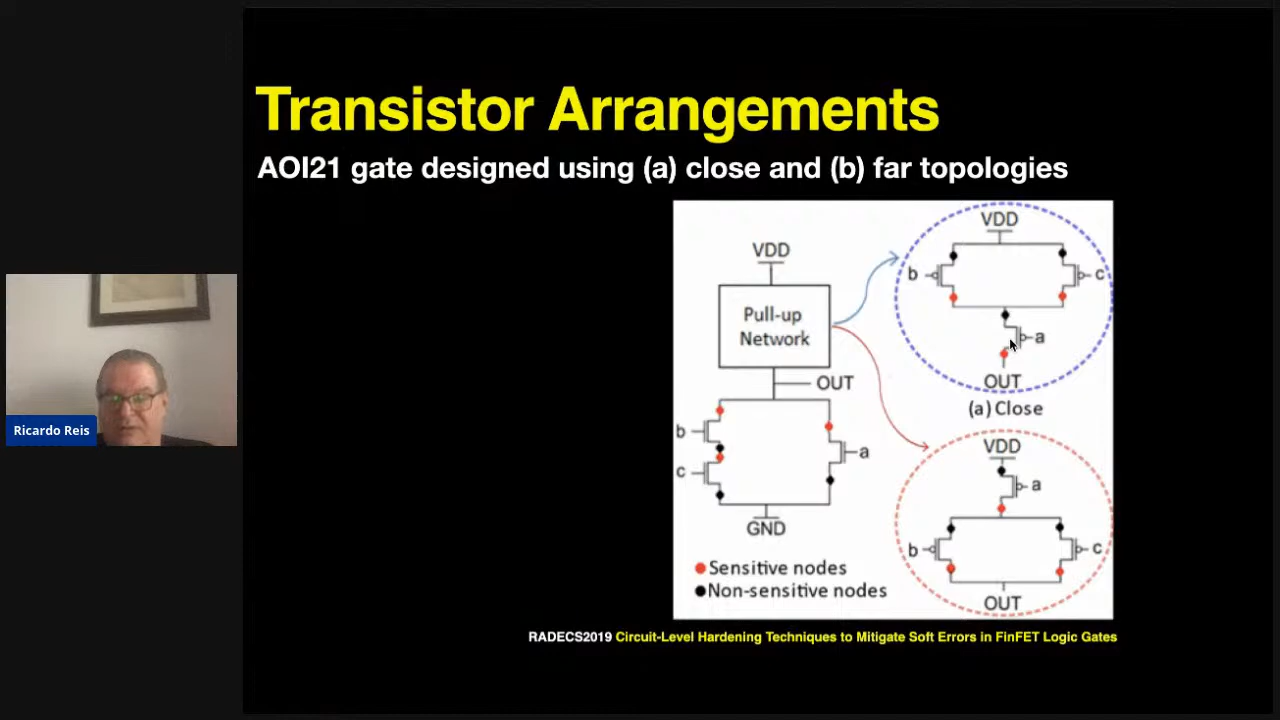 Transistor Arrangements
AOI21 gate designed using (a) close and (b) far topologies
VDD
Pull-up
Network
OUT
b
c
a
GND
Sensitive nodes
Non-sensitive nodes
VDD
b
c
a
OUT
(a) Close
VDD
a
b
c
OUT
RADECS2019 Circuit-Level Hardening Techniques to Mitigate Soft Errors in FinFET Logic Gates
Ricardo Reis